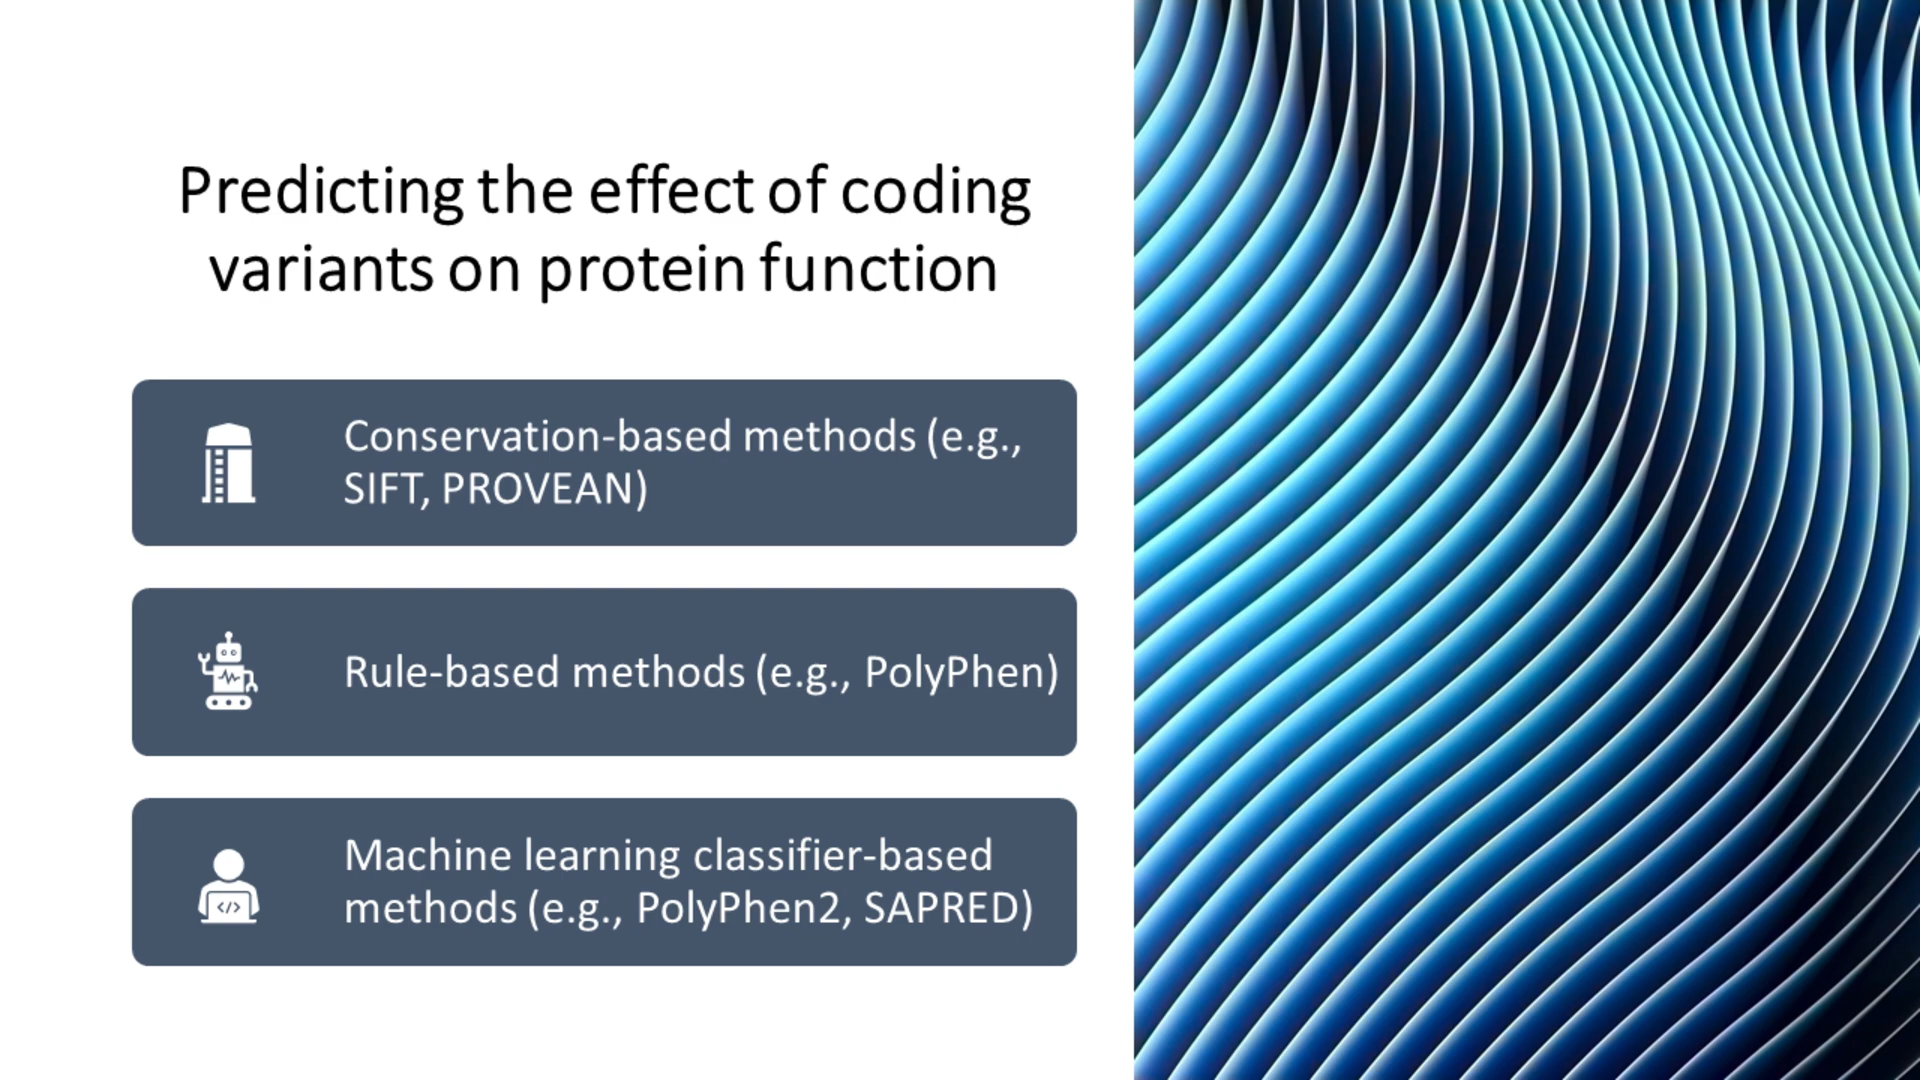 Predicting the effect of coding
variants on protein function
Conservation-based methods (e.g.,
SIFT, PROVEAN)
Rule-based methods (e.g., PolyPhen)
Machine learning classifier-based
methods (e.g., PolyPhen2, SAPRED)